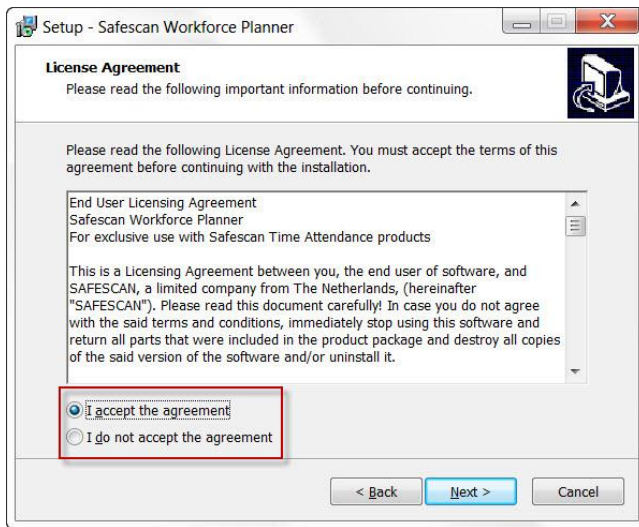 Setup - Safescan Workforce Planner
License Agreement
Please read the following important information before continuing.
Please read the following License Agreement. You must accept the terms of this
agreement before continuing with the installation.
End User Licensing Agreement
Safescan Workforce Planner
For exclusive use with Safescan Time Attendance products
This is a Licensing Agreement between you, the end user of software, and
SAFESCAN, a limited company from The Netherlands, (hereinafter
"SAFESCAN"). Please read this document carefully! In case you do not agree
with the said terms and conditions, immediately stop using this software and
return all parts that were included in the product package and destroy all copies
of the said version of the software and/or uninstall it.
I accept the agreement
I do not accept the agreement
< Back
Next >
Cancel